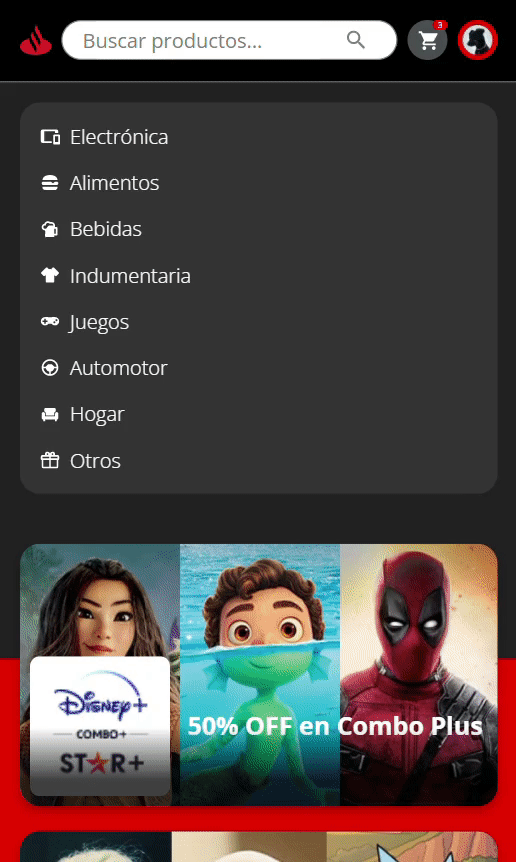 Buscar productos...
3
Electrónica
Alimentos
Bebidas
Indumentaria
Juegos
Automotor
Hogar
Otros
Disney+
COMBO+
STAR+
50% OFF en Combo Plus